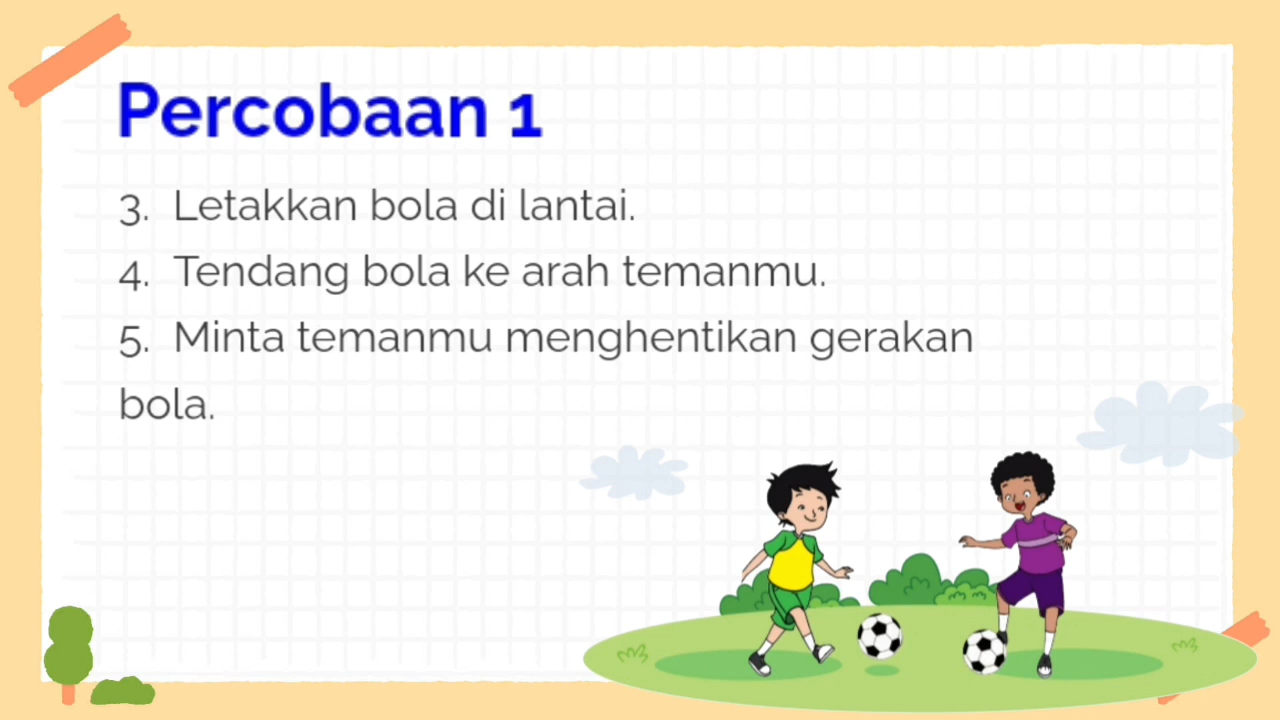 Percobaan 1
3. Letakkan bola di lantai.
4. Tendang bola ke arah temanmu.
5. Minta temanmu menghentikan gerakan
bola.